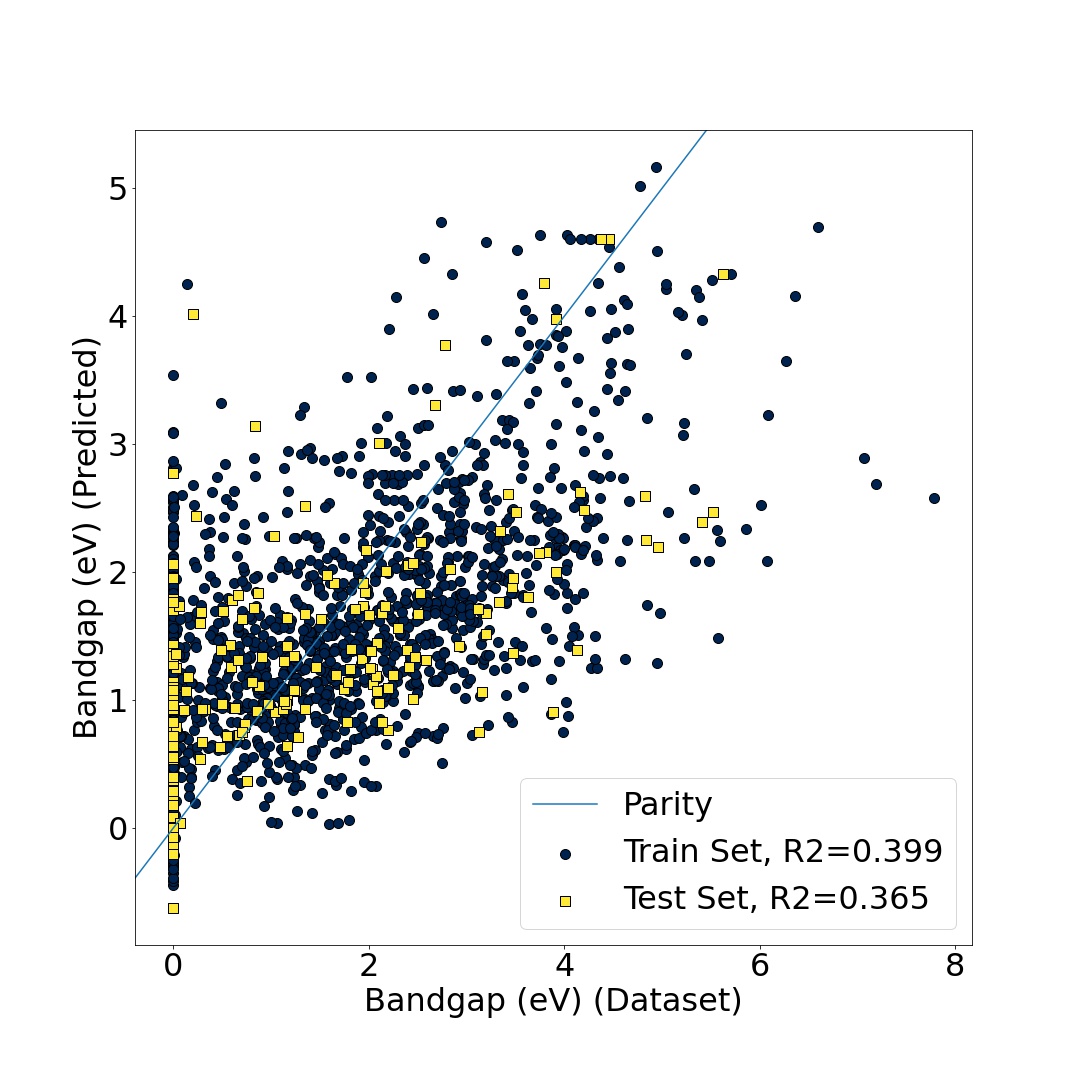 Bandgap (eV) (Predicted)
5
4
3
2
1
0
0 2 4 6 8
Bandgap (eV) (Dataset)
Parity
Train Set, R2=0.399
Test Set, R2=0.365